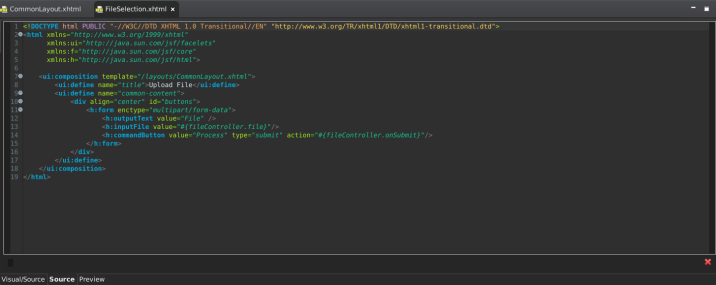 CommonLayout.xhtml FileSelection.xhtml
1 <!DOCTYPE html PUBLIC "-//W3C//DTD XHTML 1.0 Transitional//EN" "http://www.w3.org/TR/xhtml1/DTD/xhtml1-transitional.dtd">
2 <html xmlns="http://www.w3.org/1999/xhtml"
3 xmlns:ui="http://java.sun.com/jsf/facelets"
4 xmlns:f="http://java.sun.com/jsf/core"
5 xmlns:h="http://java.sun.com/jsf/html">
6
7 <ui:composition template="/layouts/CommonLayout.xhtml">
8 <ui:define name="title">Upload File</ui:define>
9 <ui:define name="common-content">
10 <div align="center" id="buttons">
11 <h:form enctype="multipart/form-data">
12 <h:outputText value="File" />
13 <h:inputFile value="#{fileController.file}"/>
14 <h:commandButton value="Process" type="submit" action="#{fileController.onSubmit}"/>
15 </h:form>
16 </div>
17 </ui:define>
18 </ui:composition>
19 </html>
Visual/Source Source Preview